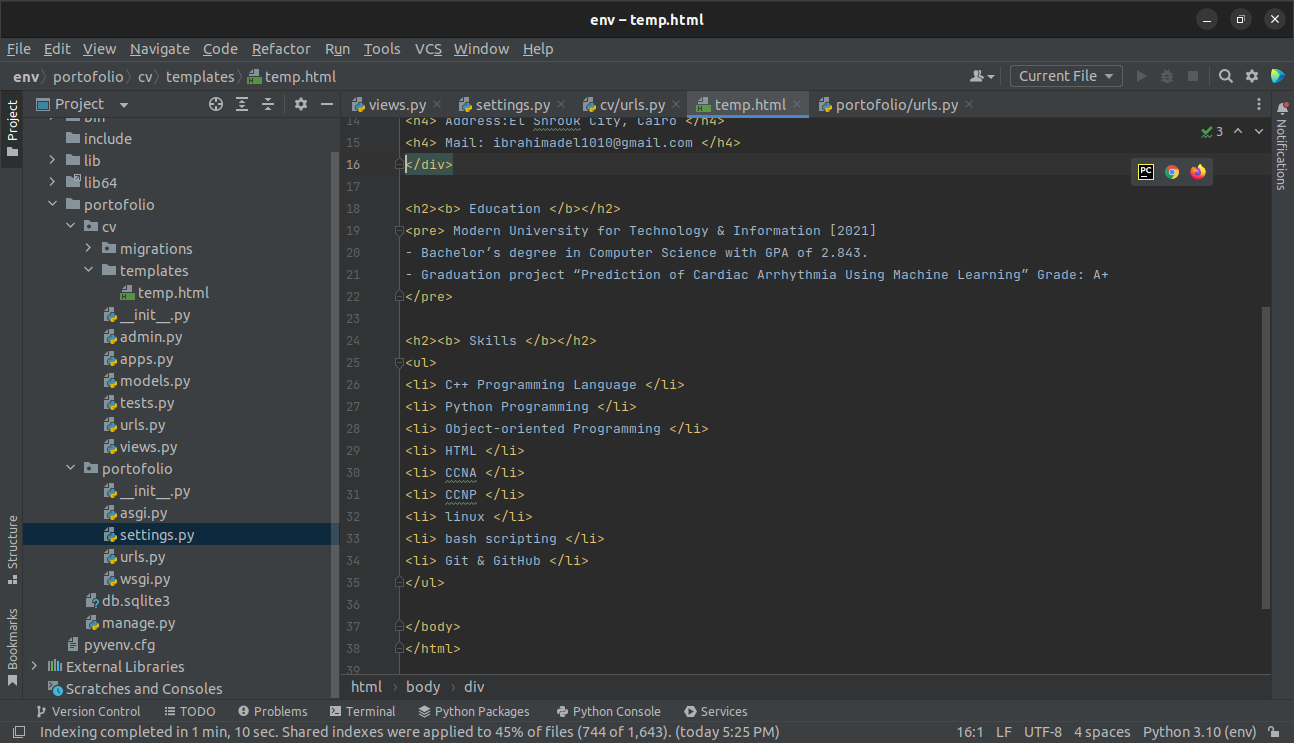 env – temp.html
File Edit View Navigate Code Refactor Run Tools VCS Window Help
env portofolio cv templates temp.html Current File
Project
Project
views.py settings.py cv/urls.py temp.html portofolio/urls.py
Notifications
bin
include
lib
lib64
portofolio
cv
migrations
templates
temp.html
__init__.py
admin.py
apps.py
models.py
tests.py
urls.py
views.py
portofolio
__init__.py
asgi.py
settings.py
urls.py
wsgi.py
db.sqlite3
manage.py
pyvenv.cfg
External Libraries
Scratches and Consoles
Structure
Bookmarks
14 <h4> Address:El Shrouk City, Cairo </h4>
15 <h4> Mail: ibrahimadel1010@gmail.com </h4>
16 </div>
17
18 <h2><b> Education </b></h2>
19 <pre> Modern University for Technology & Information [2021]
20 - Bachelor’s degree in Computer Science with GPA of 2.843.
21 - Graduation project “Prediction of Cardiac Arrhythmia Using Machine Learning” Grade: A+
22 </pre>
23
24 <h2><b> Skills </b></h2>
25 <ul>
26 <li> C++ Programming Language </li>
27 <li> Python Programming </li>
28 <li> Object-oriented Programming </li>
29 <li> HTML </li>
30 <li> CCNA </li>
31 <li> CCNP </li>
32 <li> linux </li>
33 <li> bash scripting </li>
34 <li> Git & GitHub </li>
35 </ul>
36
37 </body>
38 </html>
39
3
PC
html body div
Version Control TODO Problems Terminal Python Packages Python Console Services
Indexing completed in 1 min, 10 sec. Shared indexes were applied to 45% of files (744 of 1,643). (today 5:25 PM) 16:1 LF UTF-8 4 spaces Python 3.10 (env)